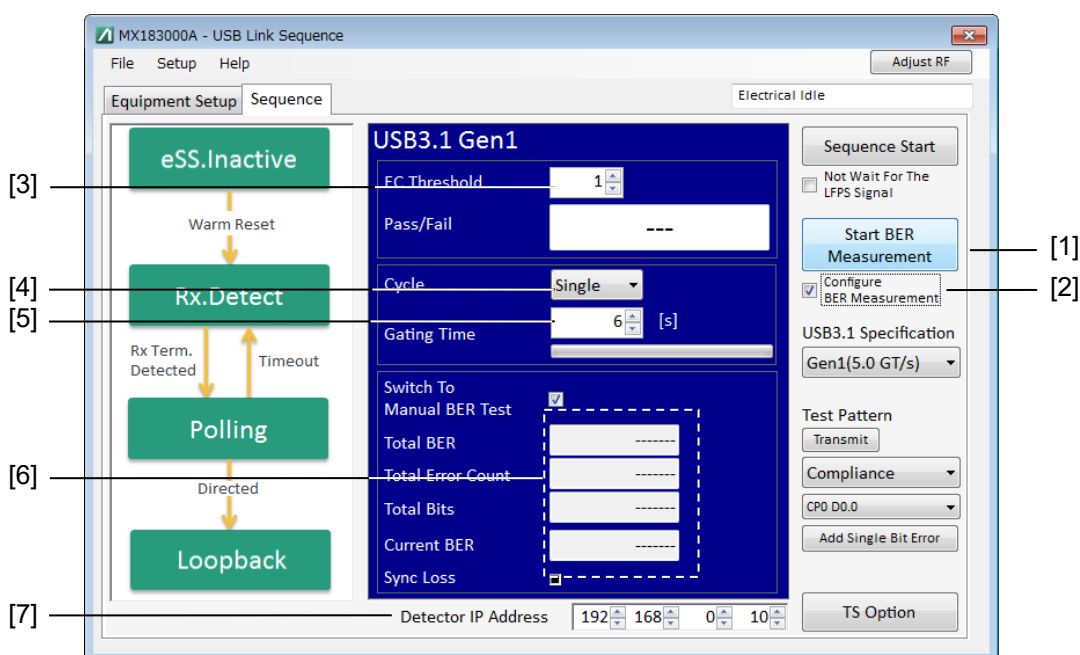 MX183000A - USB Link Sequence
File Setup Help
Adjust RF
Equipment Setup
Sequence
Electrical Idle
eSS.Inactive
Warm Reset
Rx.Detect
Rx Term.
Detected
Timeout
Polling
Directed
Loopback
USB3.1 Gen1
[3]
EC Threshold
1
Pass/Fail
---
[4]
Cycle
Single
[5]
Gating Time
6 [s]
Switch To
Manual BER Test
Total BER
-------
[6]
Total Error Count
-------
Total Bits
-------
Current BER
-------
Sync Loss
[7]
Detector IP Address 192 168 0 10
Sequence Start
Not Wait For The
LFPS Signal
Start BER
Measurement
[1]
Configure
BER Measurement
[2]
USB3.1 Specification
Gen1(5.0 GT/s)
Test Pattern
Transmit
Compliance
CP0 D0.0
Add Single Bit Error
TS Option